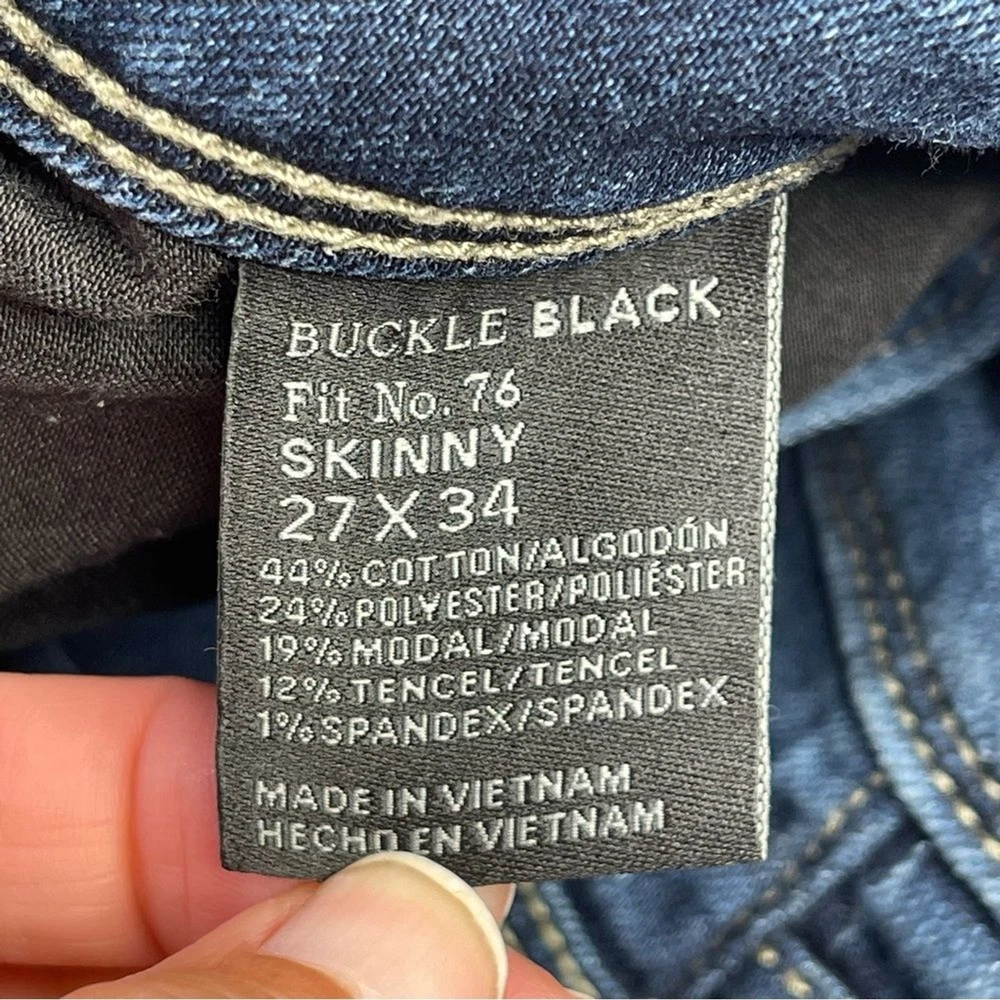 BUCKLE BLACK
Fit No. 76
SKINNY
27 X 34
44% COTTON/ALGODÓN
24% POLYESTER/POLIÉSTER
19% MODAL/MODAL
12% TENCEL/TENCEL
1% SPANDEX/SPANDEX
MADE IN VIETNAM
HECHO EN VIETNAM